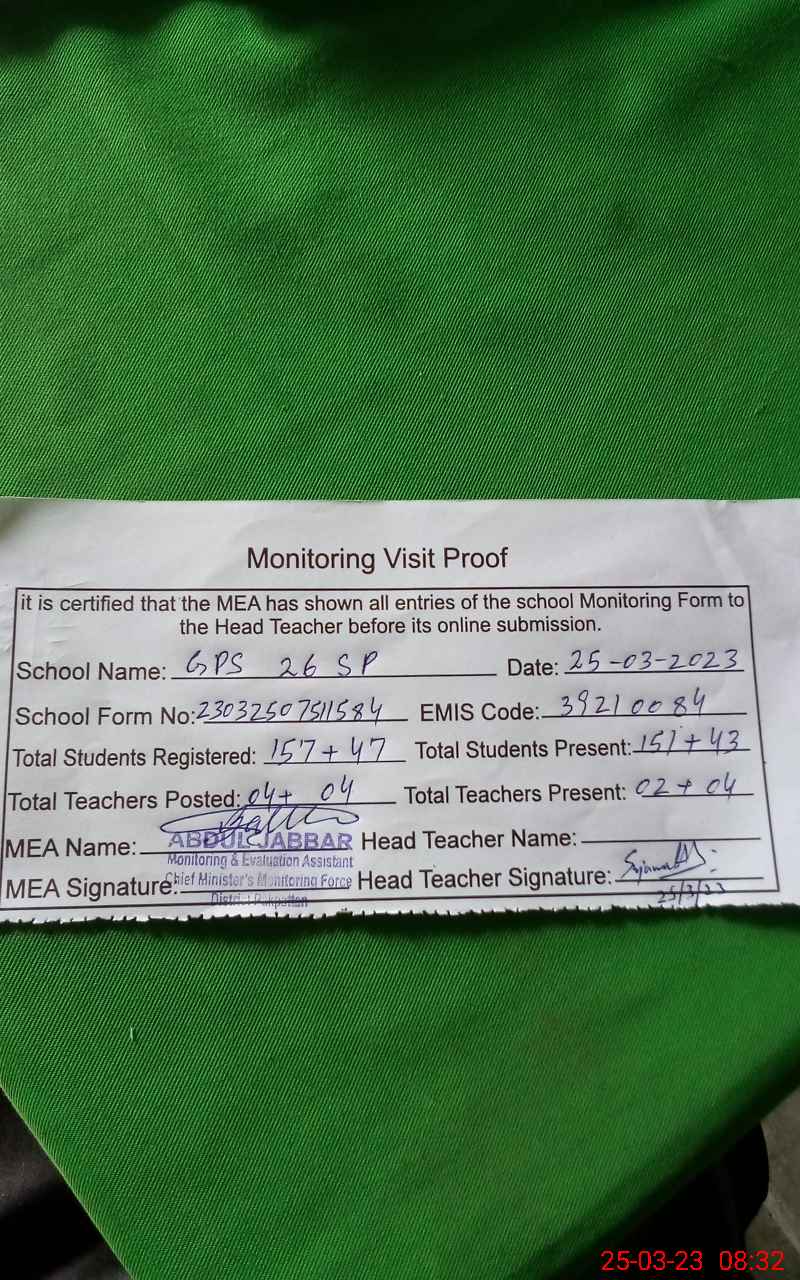 Monitoring Visit Proof
it is certified that the MEA has shown all entries of the school Monitoring Form to
the Head Teacher before its online submission.
School Name: GPS 26 SP Date: 25-03-2023
School Form No: 23032507511584 EMIS Code: 39210084
Total Students Registered: 157 + 47 Total Students Present: 151 + 43
Total Teachers Posted: 04 + 04 Total Teachers Present: 02 + 04
MEA Name: ABDUL JABBAR Head Teacher Name:
Monitoring & Evaluation Assistant
MEA Signature: Chief Minister's Monitoring Force Head Teacher Signature:
District Pakpattan 25/3/23
25-03-23 08:32